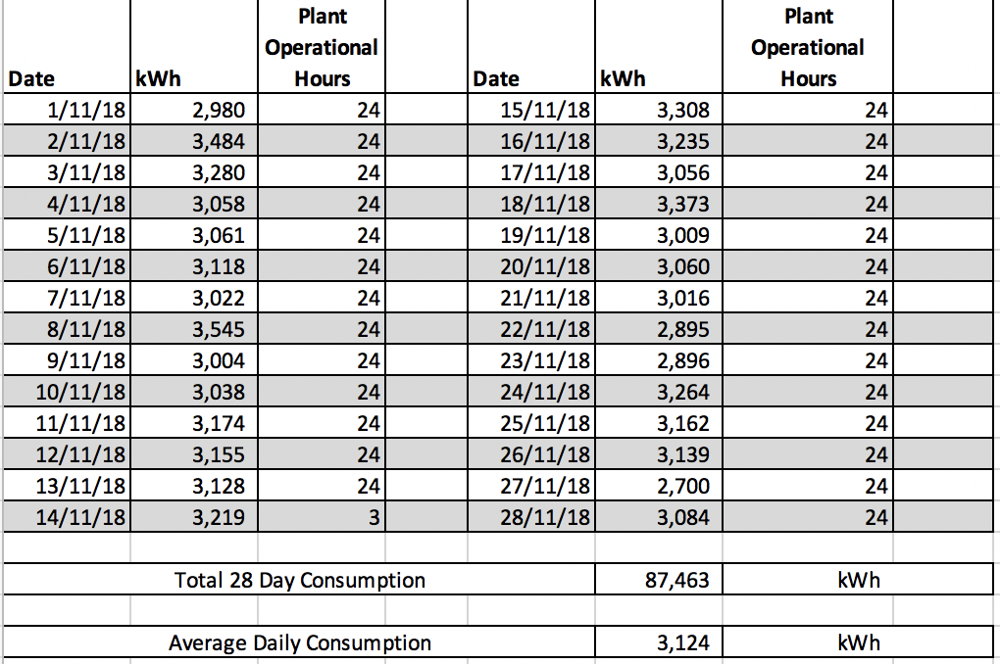 Plant Plant
Operational Operational
Date kWh Hours Date kWh Hours
1/11/18 2,980 24 15/11/18 3,308 24
2/11/18 3,484 24 16/11/18 3,235 24
3/11/18 3,280 24 17/11/18 3,056 24
4/11/18 3,058 24 18/11/18 3,373 24
5/11/18 3,061 24 19/11/18 3,009 24
6/11/18 3,118 24 20/11/18 3,060 24
7/11/18 3,022 24 21/11/18 3,016 24
8/11/18 3,545 24 22/11/18 2,895 24
9/11/18 3,004 24 23/11/18 2,896 24
10/11/18 3,038 24 24/11/18 3,264 24
11/11/18 3,174 24 25/11/18 3,162 24
12/11/18 3,155 24 26/11/18 3,139 24
13/11/18 3,128 24 27/11/18 2,700 24
14/11/18 3,219 3 28/11/18 3,084 24
Total 28 Day Consumption 87,463 kWh
Average Daily Consumption 3,124 kWh